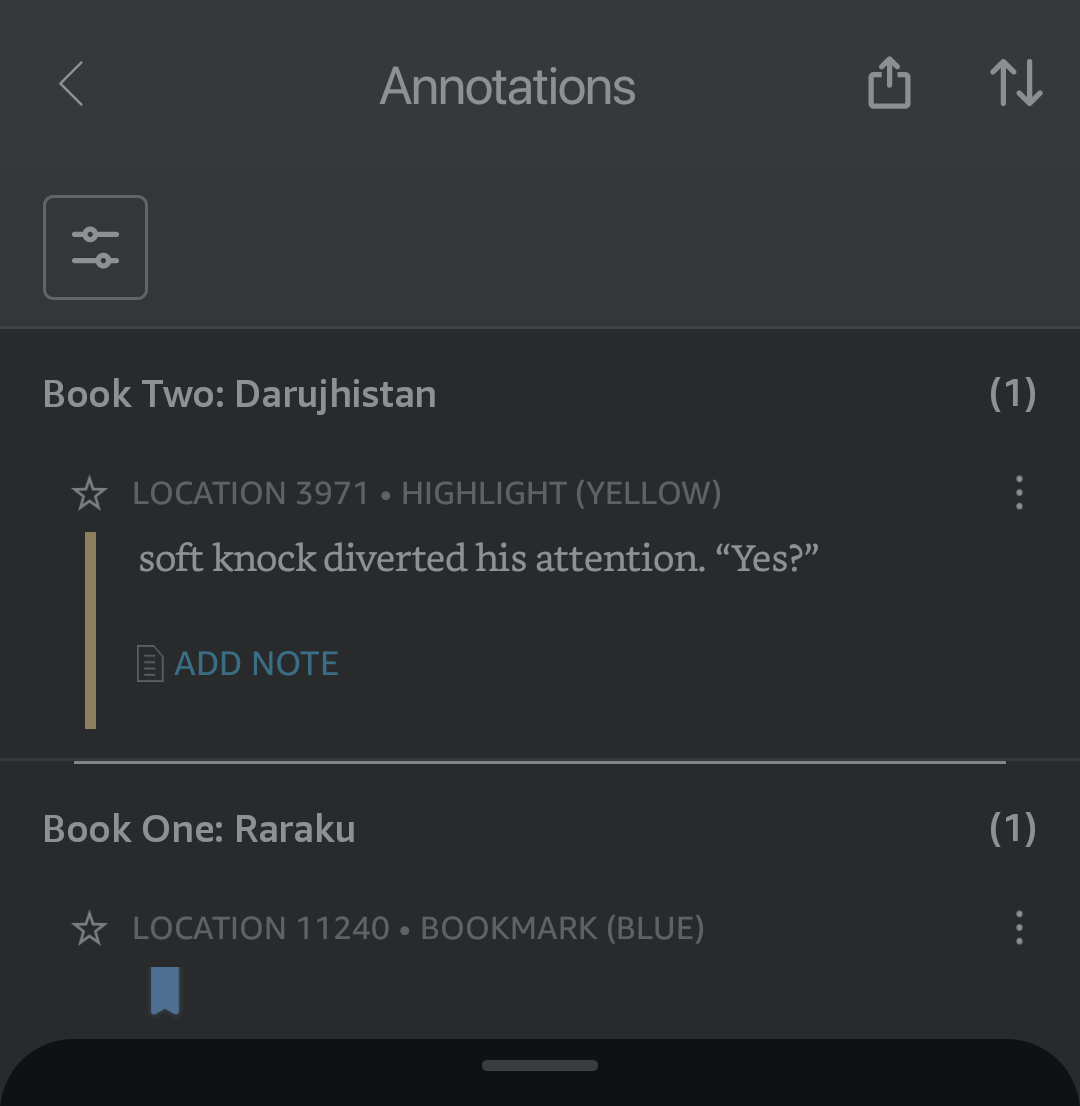 Annotations
Book Two: Darujhistan (1)
LOCATION 3971 • HIGHLIGHT (YELLOW)
soft knock diverted his attention. “Yes?”
ADD NOTE
Book One: Raraku (1)
LOCATION 11240 • BOOKMARK (BLUE)